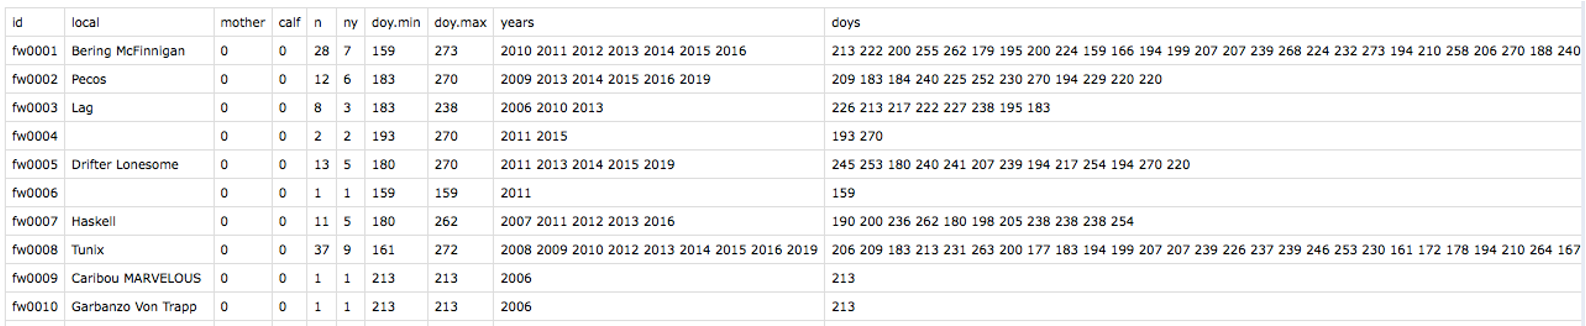 id local mother calf n ny doy.min doy.max years doys
fw0001 Bering McFinnigan 0 0 28 7 159 273 2010 2011 2012 2013 2014 2015 2016 213 222 200 255 262 179 195 200 224 159 166 194 199 207 207 239 268 224 232 273 194 210 258 206 270 188 240
fw0002 Pecos 0 0 12 6 183 270 2009 2013 2014 2015 2016 2019 209 183 184 240 225 252 230 270 194 229 220 220
fw0003 Lag 0 0 8 3 183 238 2006 2010 2013 226 213 217 222 227 238 195 183
fw0004 0 0 2 2 193 270 2011 2015 193 270
fw0005 Drifter Lonesome 0 0 13 5 180 270 2011 2013 2014 2015 2019 245 253 180 240 241 207 239 194 217 254 194 270 220
fw0006 0 0 1 1 159 159 2011 159
fw0007 Haskell 0 0 11 5 180 262 2007 2011 2012 2013 2016 190 200 236 262 180 198 205 238 238 238 254
fw0008 Tunix 0 0 37 9 161 272 2008 2009 2010 2012 2013 2014 2015 2016 2019 206 209 183 213 231 263 200 177 183 194 199 207 207 239 226 237 239 246 253 230 161 172 178 194 210 264 167
fw0009 Caribou MARVELOUS 0 0 1 1 213 213 2006 213
fw0010 Garbanzo Von Trapp 0 0 1 1 213 213 2006 213